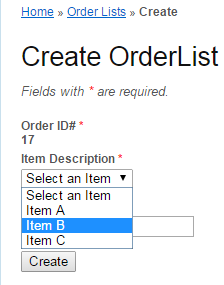 Home » Order Lists » Create
Create OrderList
Fields with * are required.
Order ID# *
17
Item Description *
Select an Item
Select an Item
Item A
Item B
Item C
Create